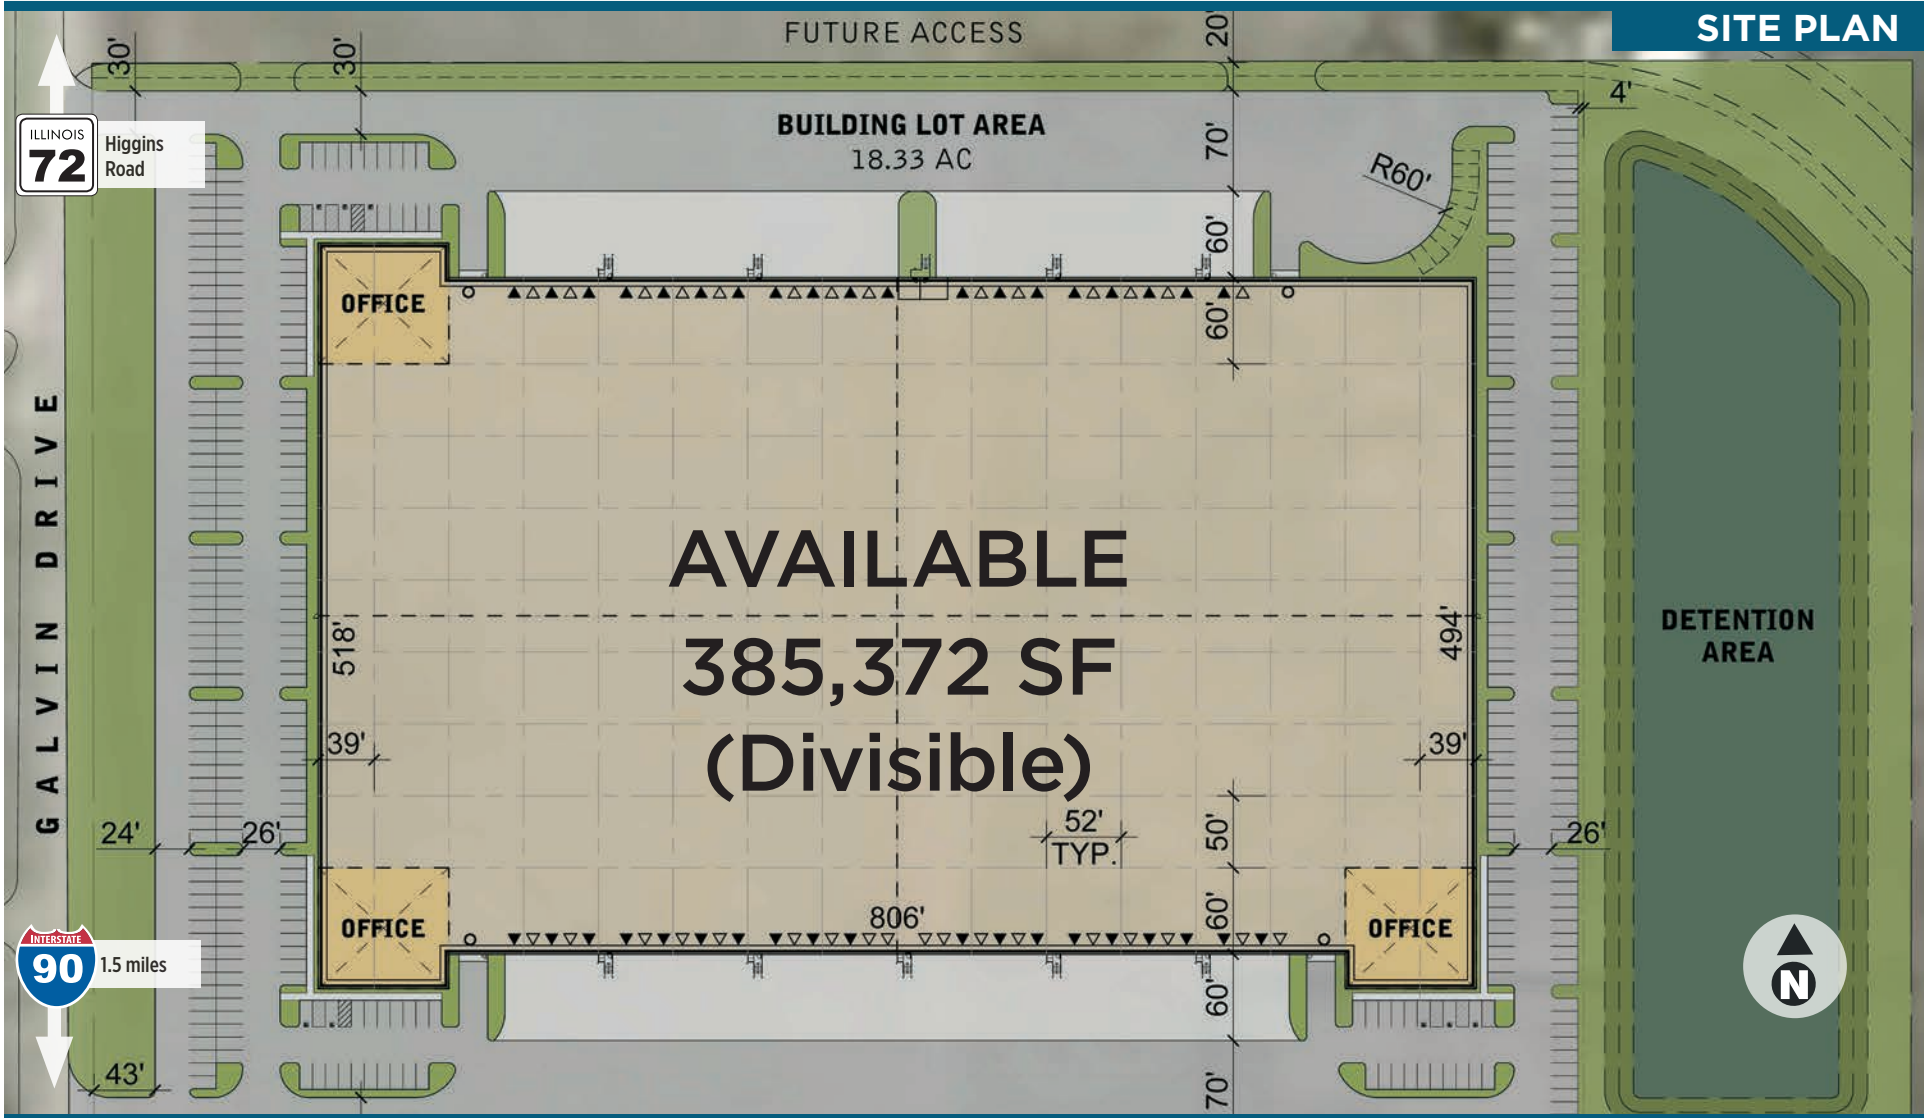 SITE PLAN
FUTURE ACCESS
30'
30'
20'
4'
ILLINOIS
72
Higgins
Road
BUILDING LOT AREA
18.33 AC
70'
R60'
60'
OFFICE
60'
GALVIN DRIVE
AVAILABLE
385,372 SF
(Divisible)
518'
494'
DETENTION
AREA
39'
39'
24'
26'
52'
TYP.
50'
26'
806'
60'
OFFICE
OFFICE
INTERSTATE
90
1.5 miles
60'
N
43'
70'